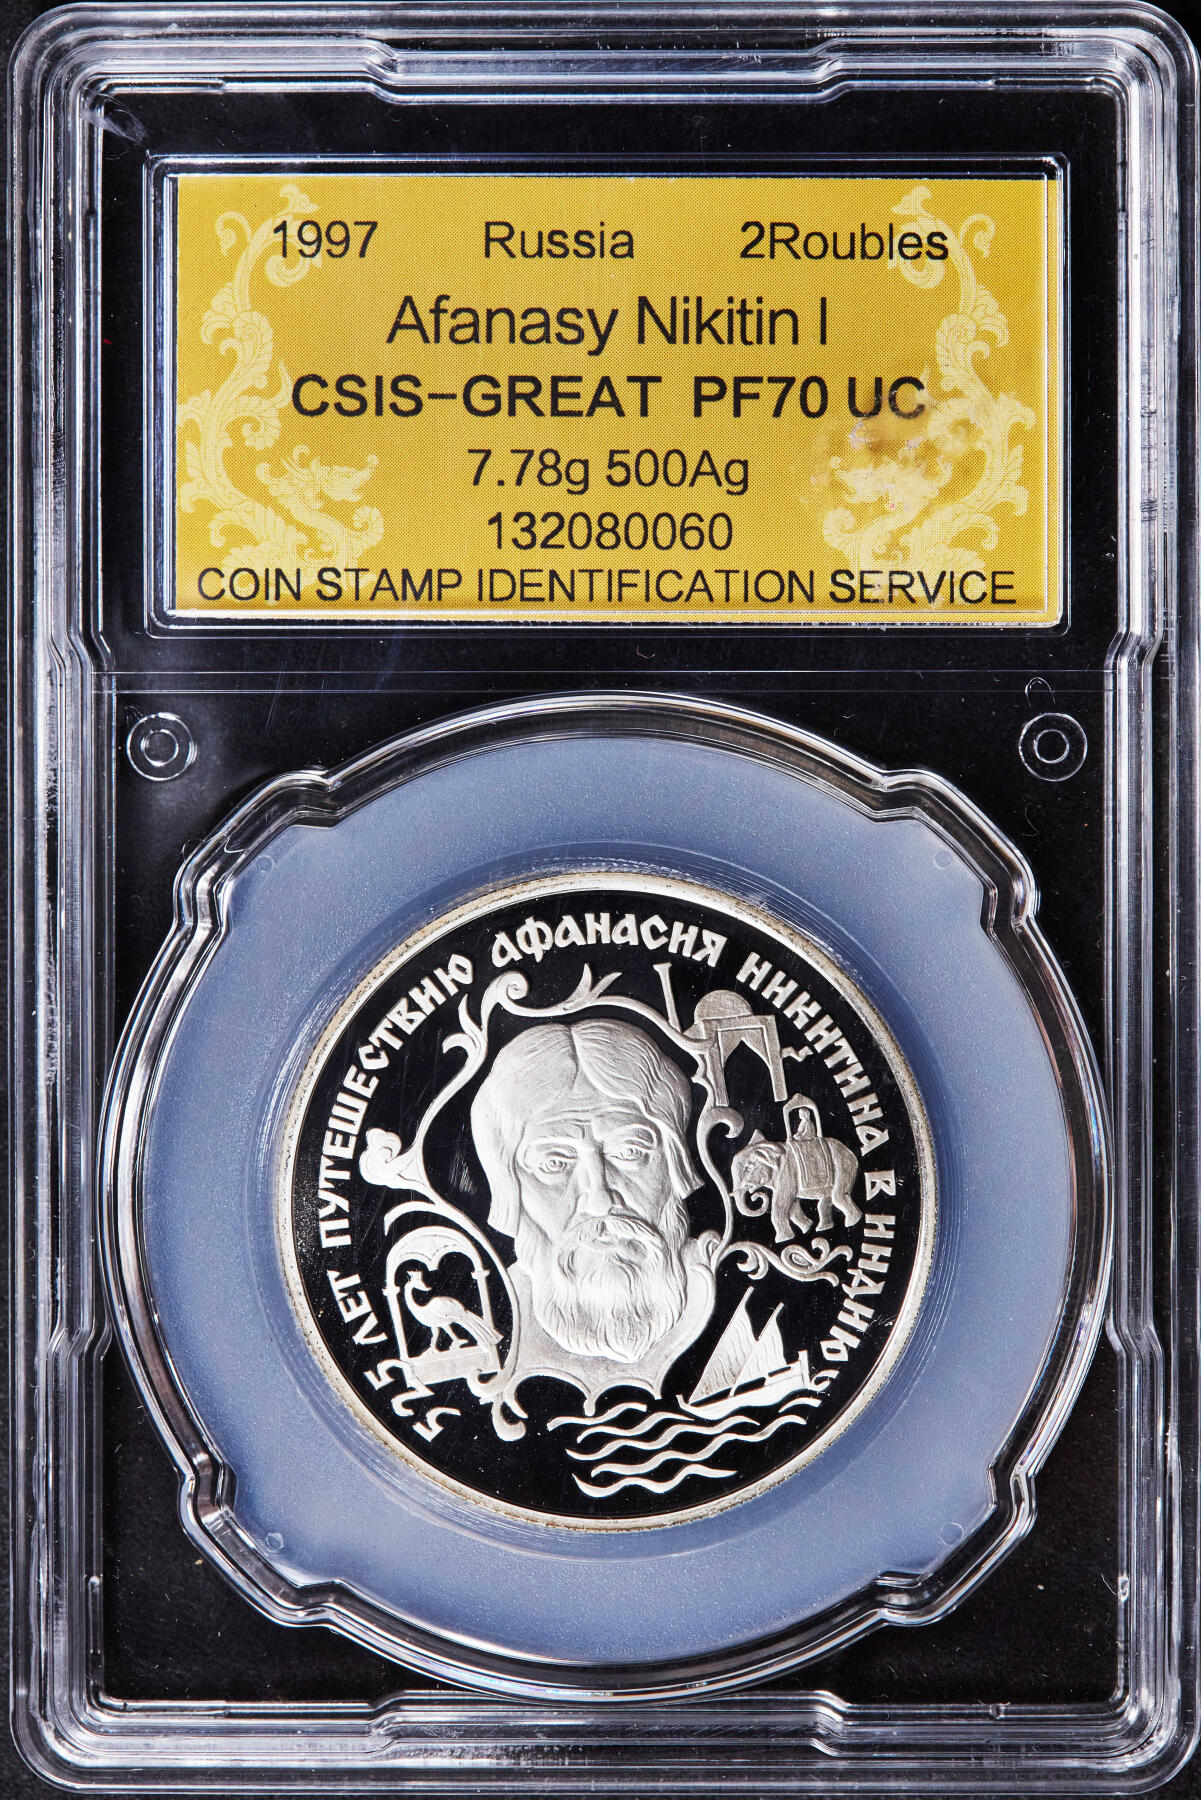 1997 Russia 2Roubles
Afanasy Nikitin I
CSIS-GREAT PF70 UC
7.78g 500Ag
132080060
COIN STAMP IDENTIFICATION SERVICE
525 ЛЕТ ПУТЕШЕСТВИЮ АФАНАСИЯ НИКИТИНА В ИНДИЮ